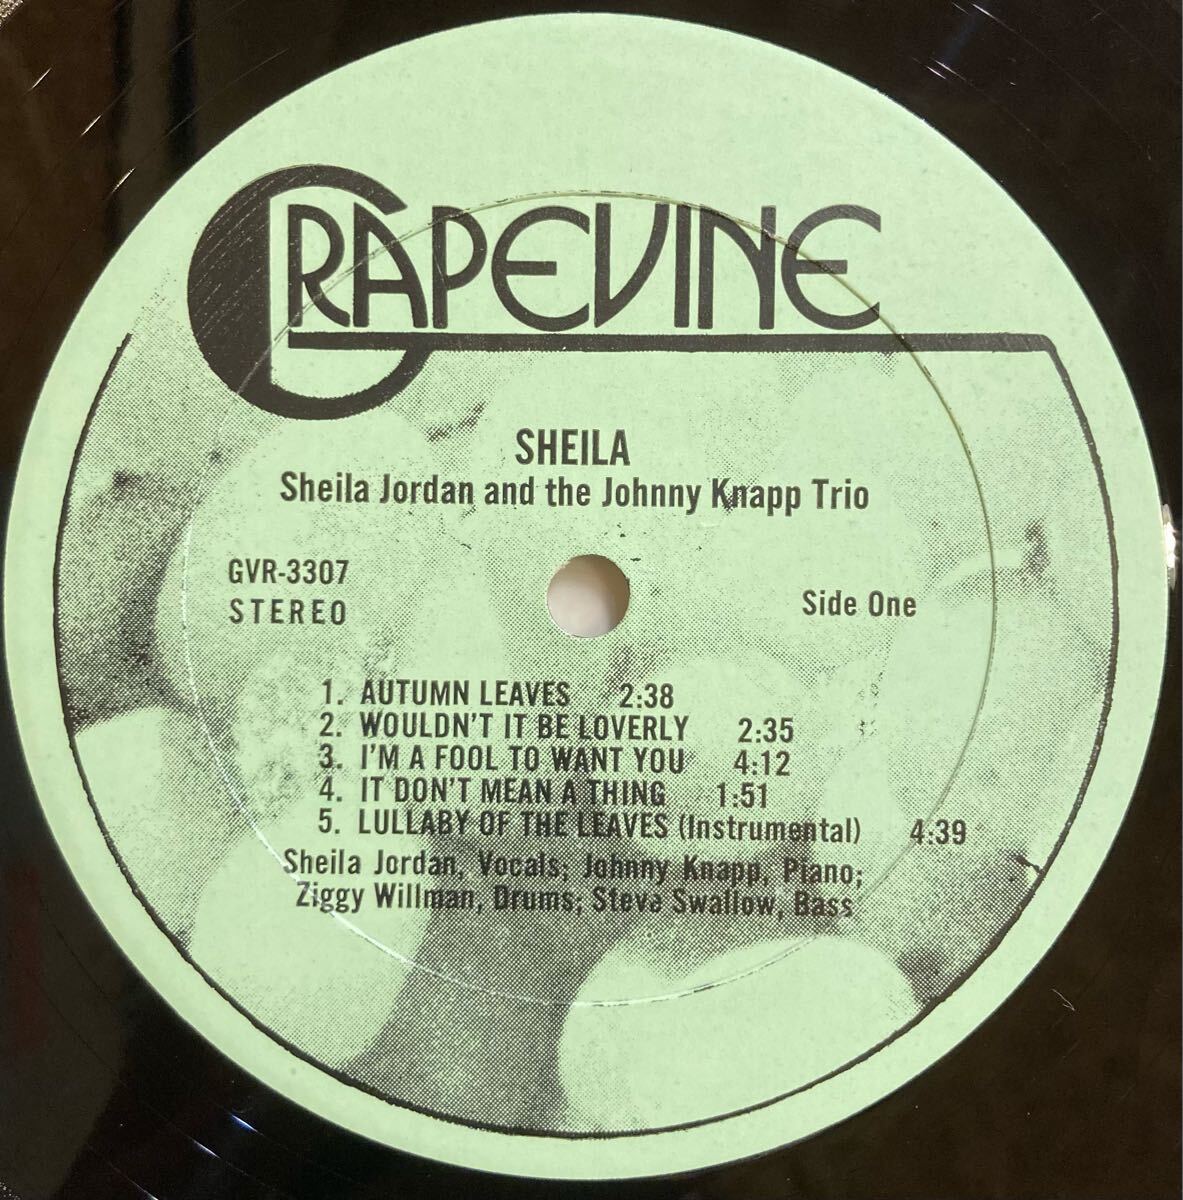 GRAPEVINE
SHEILA
Sheila Jordan and the Johnny Knapp Trio
GVR-3307
STEREO
Side One
1. AUTUMN LEAVES 2:38
2. WOULDN'T IT BE LOVERLY 2:35
3. I'M A FOOL TO WANT YOU 4:12
4. IT DON'T MEAN A THING 1:51
5. LULLABY OF THE LEAVES (Instrumental) 4:39
Sheila Jordan, Vocals; Johnny Knapp, Piano;
Ziggy Willman, Drums; Steve Swallow, Bass